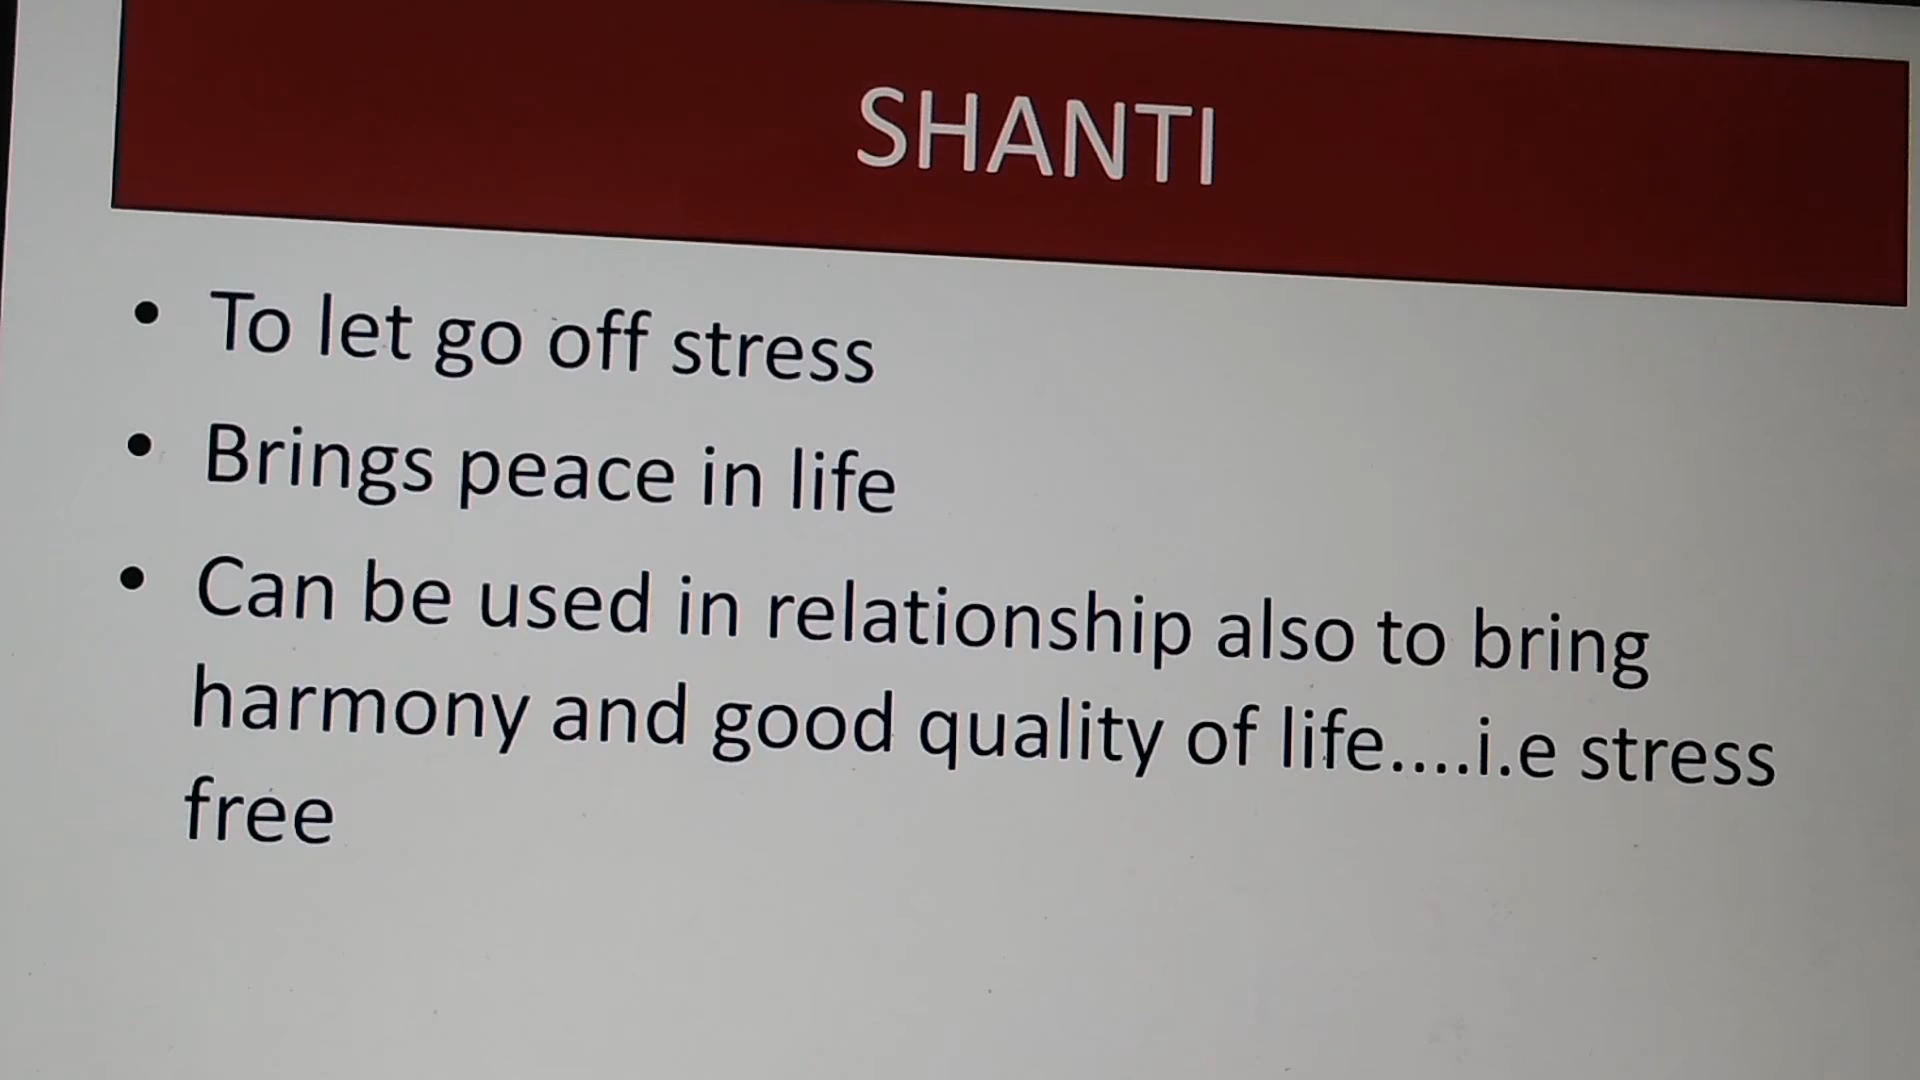 SHANTI
• To let go off stress
• Brings peace in life
• Can be used in relationship also to bring
harmony and good quality of life....i.e stress
free